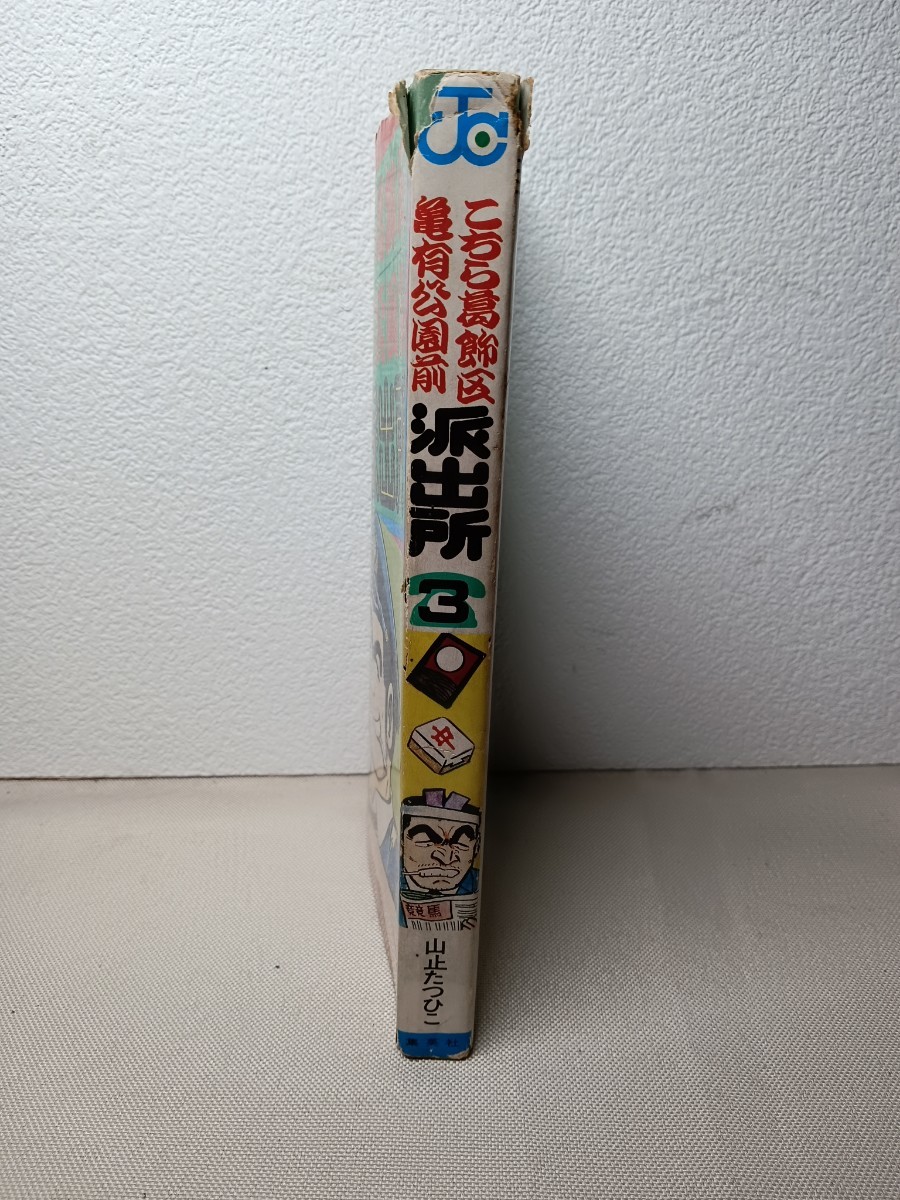 JC
こちら葛飾区
亀有公園前
派出所
3
中
競馬
山止たつひこ
集英社